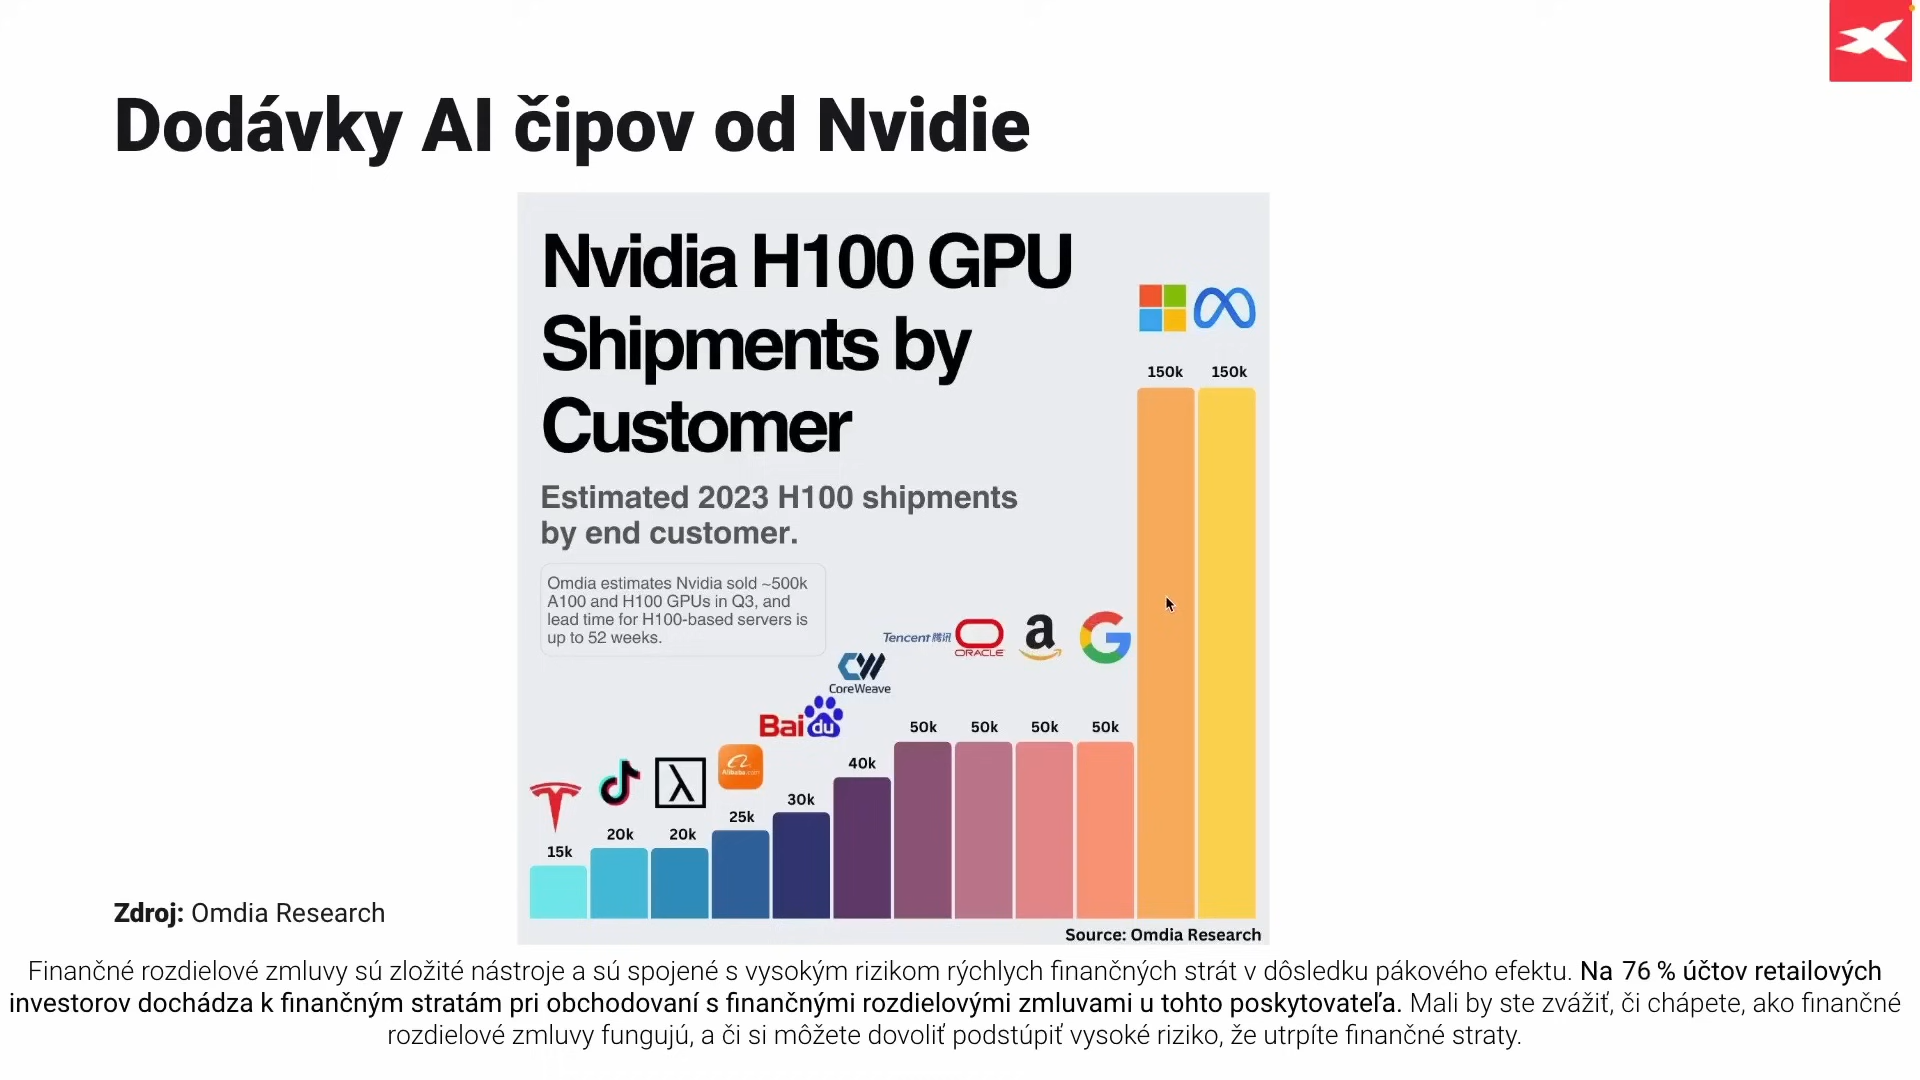 Dodávky AI čipov od Nvidie
Nvidia H100 GPU
Shipments by
Customer
Estimated 2023 H100 shipments
by end customer.
Omdia estimates Nvidia sold ~500k
A100 and H100 GPUs in Q3, and
lead time for H100-based servers is
up to 52 weeks.
15k
20k
20k
Alibaba.com
25k
Baidu
30k
CoreWeave
40k
Tencent 腾讯
50k
ORACLE
50k
a
50k
G
50k
150k
150k
Source: Omdia Research
Zdroj: Omdia Research
Finančné rozdielové zmluvy sú zložité nástroje a sú spojené s vysokým rizikom rýchlych finančných strát v dôsledku pákového efektu. Na 76 % účtov retailových
investorov dochádza k finančným stratám pri obchodovaní s finančnými rozdielovými zmluvami u tohto poskytovateľa. Mali by ste zvážiť, či chápete, ako finančné
rozdielové zmluvy fungujú, a či si môžete dovoliť podstúpiť vysoké riziko, že utrpíte finančné straty.